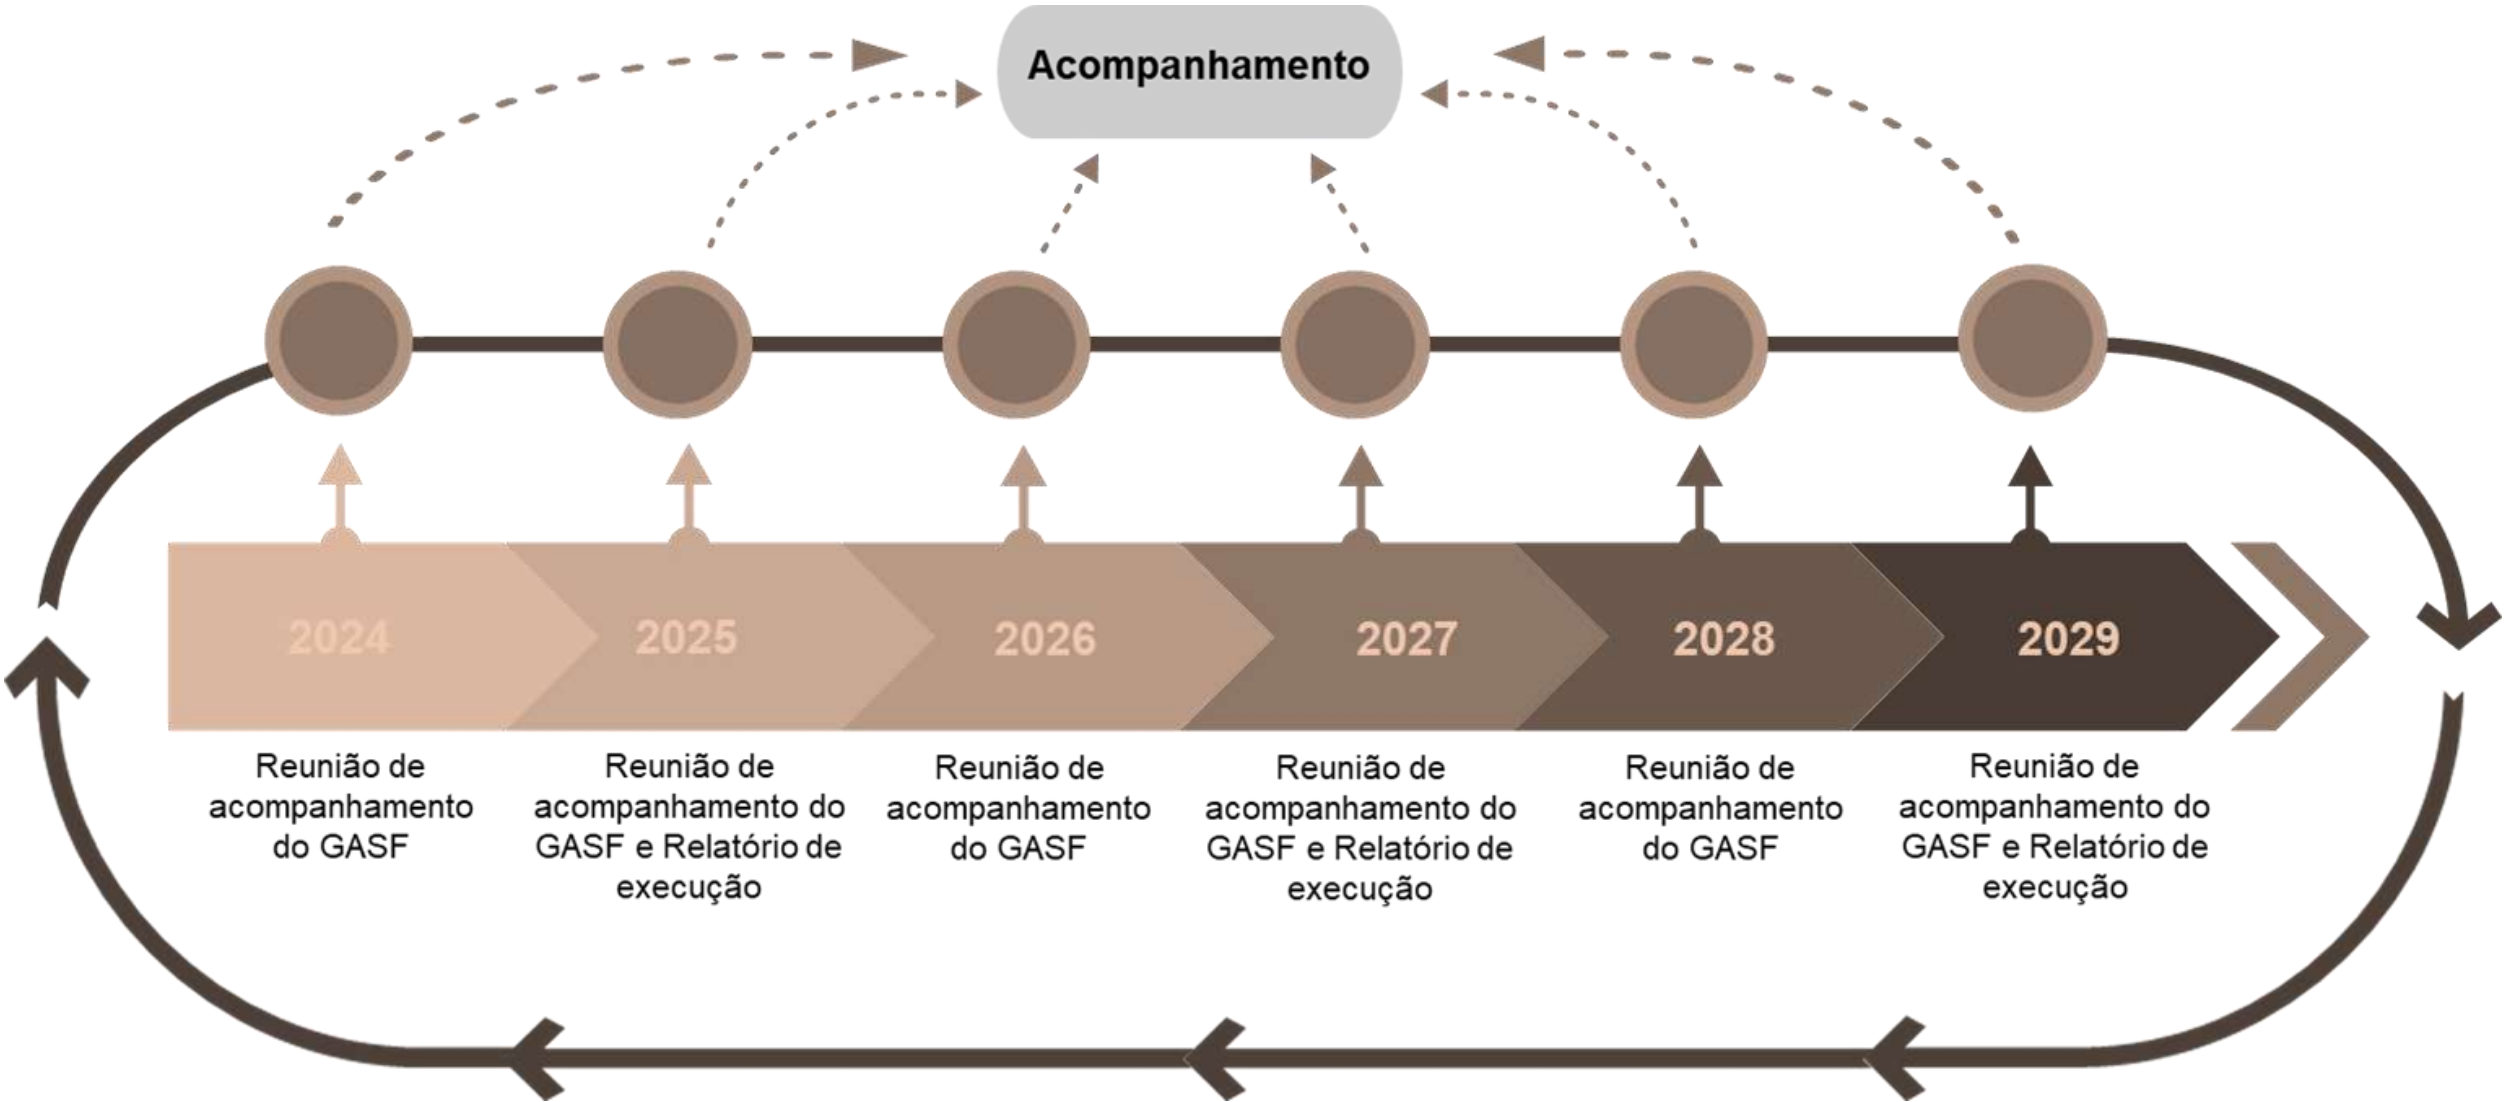 Acompanhamento
2024
2025
2026
2027
2028
2029
Reunião de
acompanhamento
do GASF
Reunião de
acompanhamento do
GASF e Relatório de
execução
Reunião de
acompanhamento
do GASF
Reunião de
acompanhamento do
GASF e Relatório de
execução
Reunião de
acompanhamento
do GASF
Reunião de
acompanhamento do
GASF e Relatório de
execução